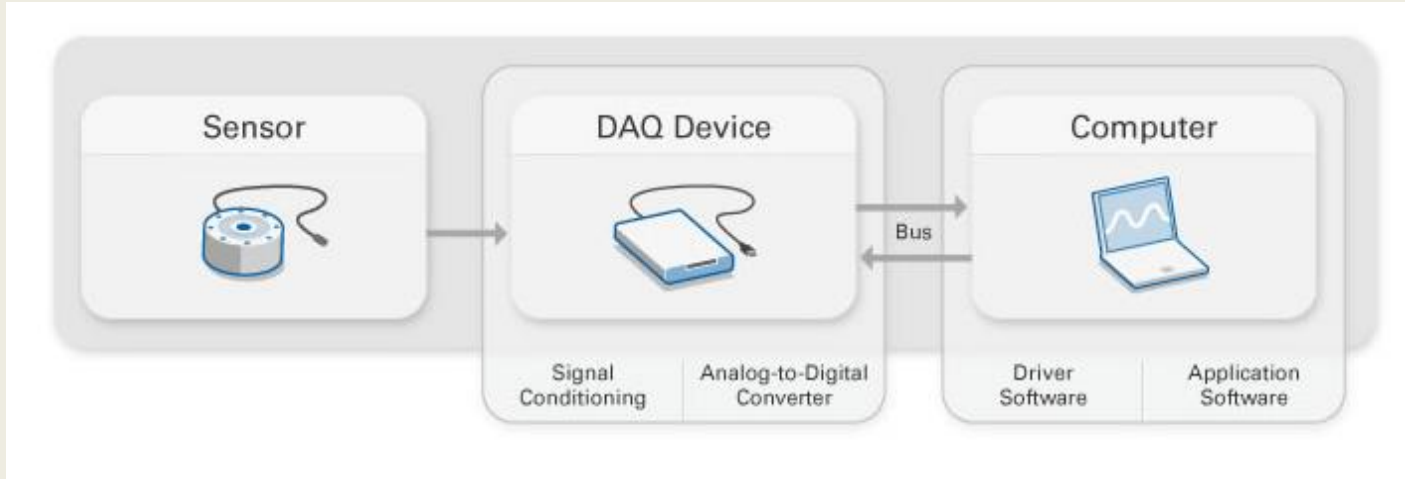 Sensor
DAQ Device
Computer
Bus
Signal
Conditioning
Analog-to-Digital
Converter
Driver
Software
Application
Software